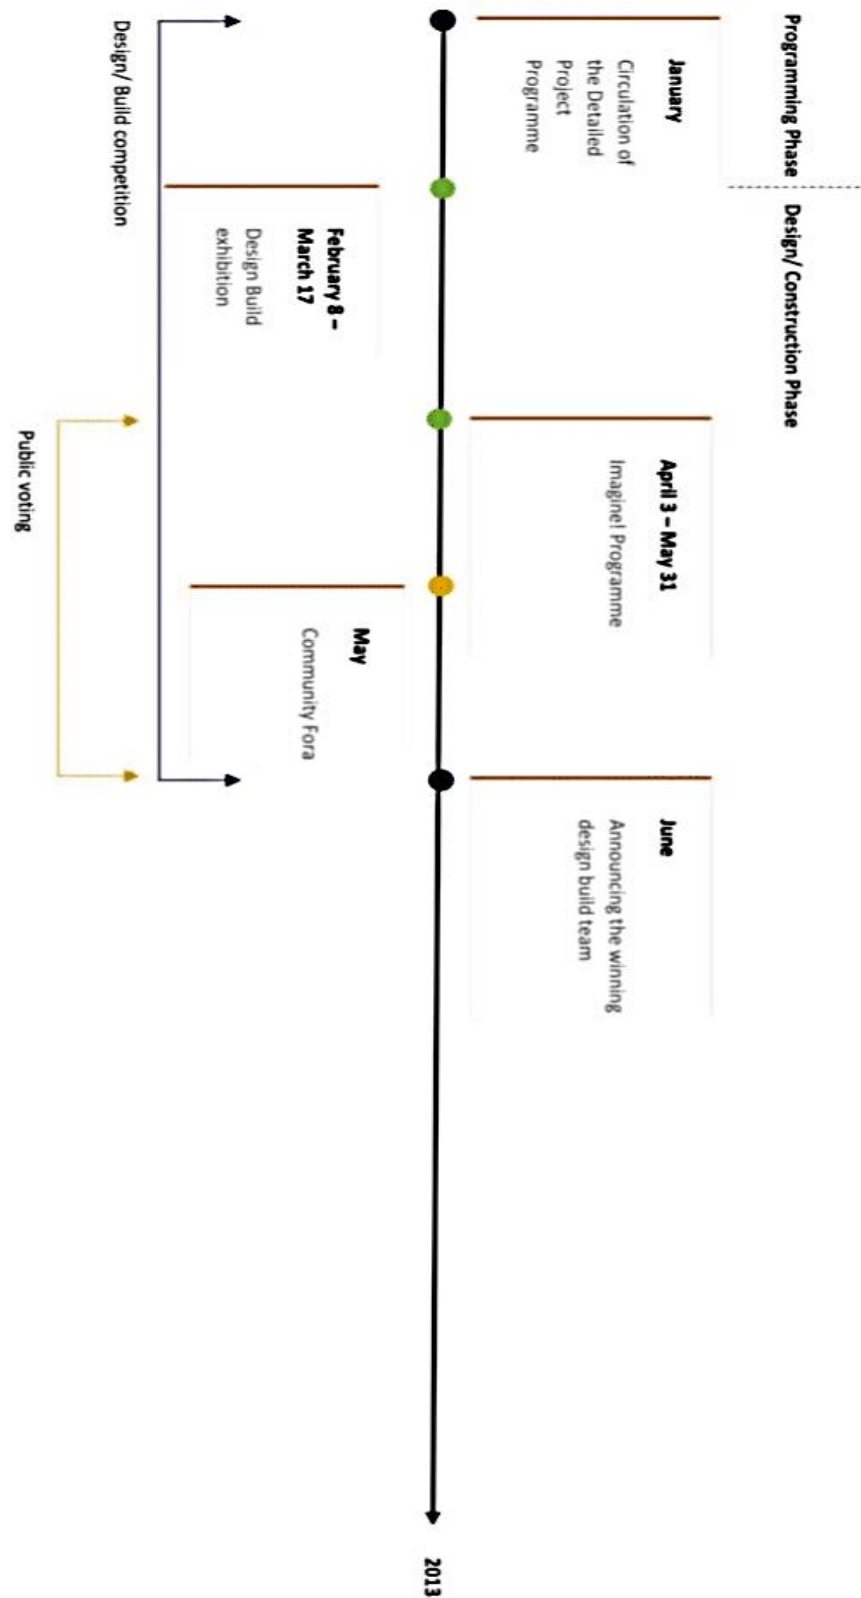 Programming Phase
Design/ Construction Phase
January
Circulation of
the Detailed
Project
Programme
April 3 – May 31
Imagine! Programme
June
Announcing the winning
design build team
2013
February 8 –
March 17
Design Build
exhibition
May
Community Fora
Design/ Build competition
Public voting